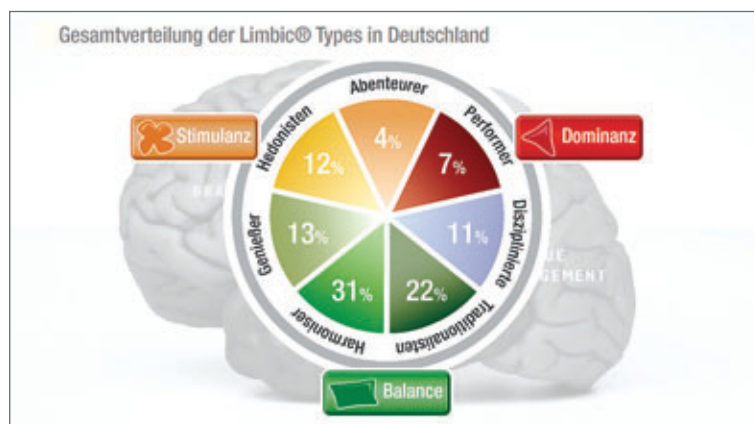 Gesamtverteilung der Limbic® Types in Deutschland
Abenteurer
Hedonisten
Performer
Stimulanz
Dominanz
4%
12%
7%
Genießer
13%
11%
Disziplinierte
31%
22%
GEMENT
Harmoniser
Traditionalisten
Balance